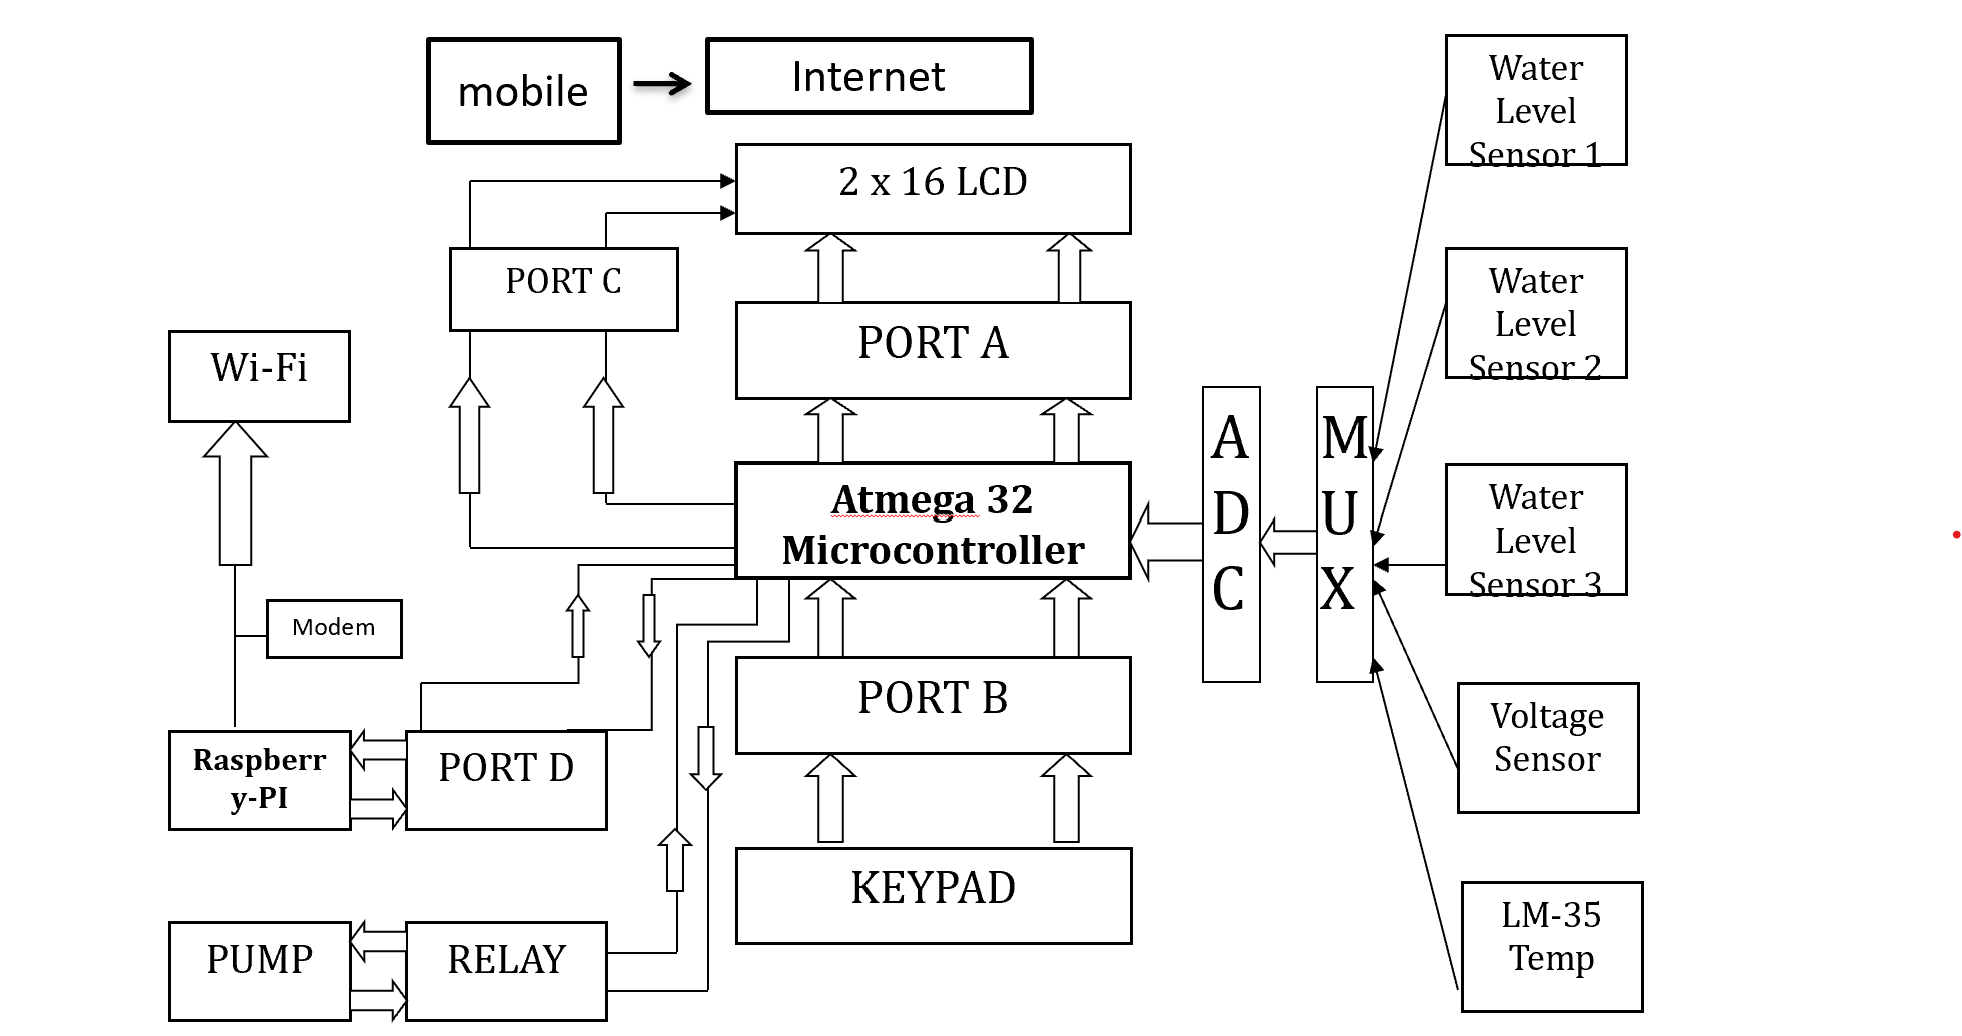 mobile
Internet
Water
Level
Sensor 1
2 x 16 LCD
PORT C
Water
Level
Sensor 2
PORT A
Wi-Fi
A
D
C
M
U
X
Atmega 32
Microcontroller
Water
Level
Sensor 3
Modem
PORT B
Voltage
Sensor
Raspberr
y-PI
PORT D
KEYPAD
LM-35
Temp
PUMP
RELAY